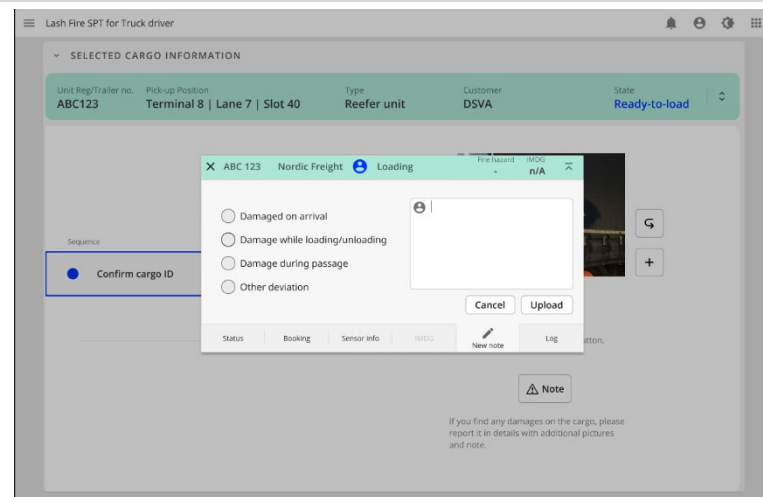 Lash Fire SPT for Truck driver
SELECTED CARGO INFORMATION
Unit Reg/Trailer no. Pick-up Position Type Customer State
ABC123 Terminal 8 | Lane 7 | Slot 40 Reefer unit DSVA Ready-to-load
ABC 123 Nordic Freight Loading
Fire hazard IMDG
- n/A
Damaged on arrival
Sequence
Damage while loading/unloading
Confirm cargo ID
Damage during passage
Other deviation
Cancel Upload
Status Booking Sensor info IMDG New note Log
utton,
Note
If you find any damages on the cargo, please
report it in details with additional pictures
and note.